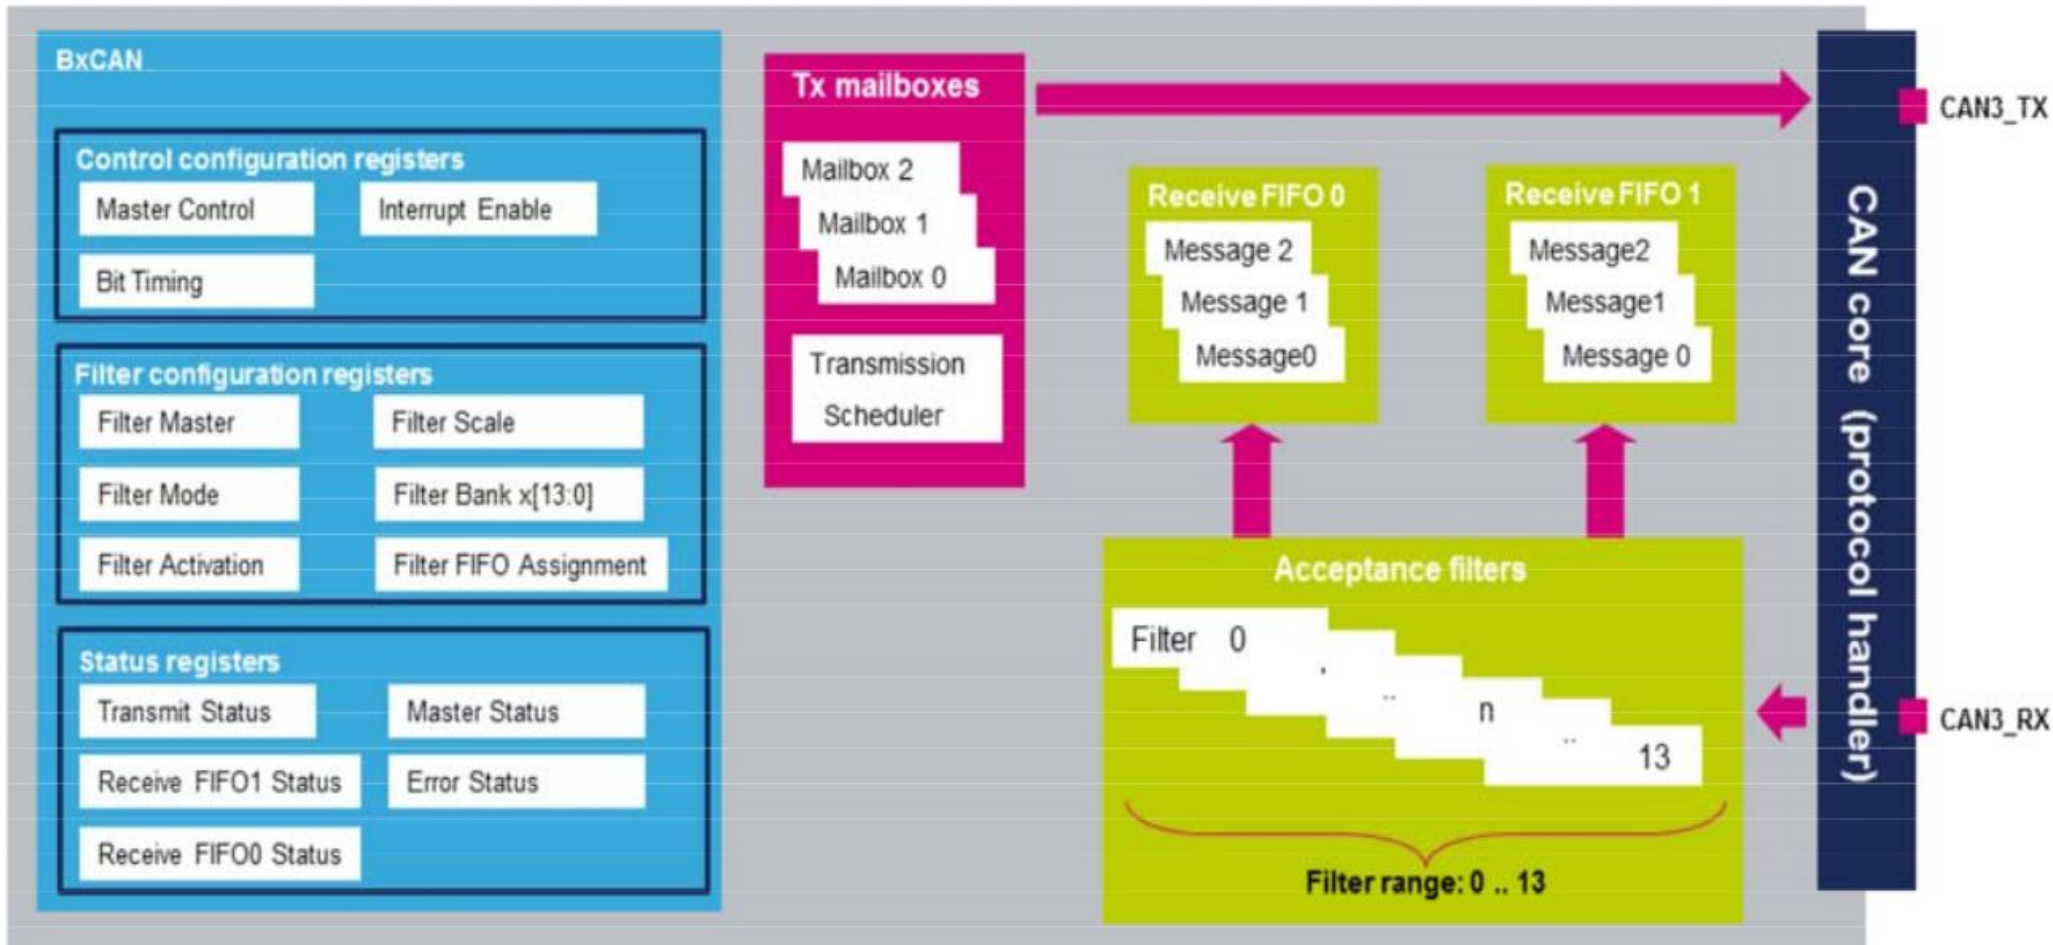 BxCAN
Control configuration registers
Master Control
Interrupt Enable
Bit Timing
Filter configuration registers
Filter Master
Filter Scale
Filter Mode
Filter Bank x[13:0]
Filter Activation
Filter FIFO Assignment
Status registers
Transmit Status
Master Status
Receive FIFO1 Status
Error Status
Receive FIFO0 Status
Tx mailboxes
Mailbox 2
Mailbox 1
Mailbox 0
Transmission
Scheduler
Receive FIFO 0
Message 2
Message 1
Message0
Receive FIFO 1
Message2
Message1
Message 0
Acceptance filters
Filter 0
.
..
n
..
13
Filter range: 0 .. 13
CAN core (protocol handler)
CAN3_TX
CAN3_RX